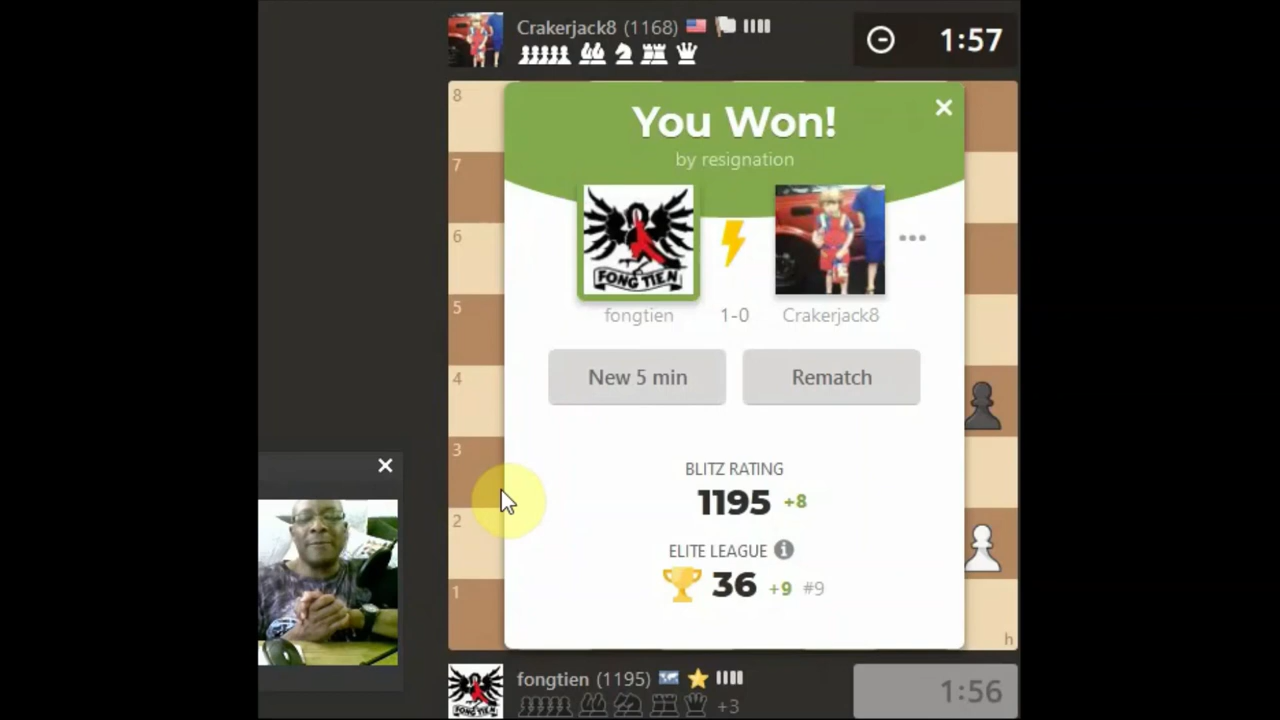 Crakerjack8 (1168)
1:57
8
You Won!
by resignation
7
6
FONG TIEN
5
fongtien 1-0 Crakerjack8
4
New 5 min Rematch
3
BLITZ RATING
1195 +8
2
ELITE LEAGUE
36 +9 #9
1
h
fongtien (1195)
+3
1:56